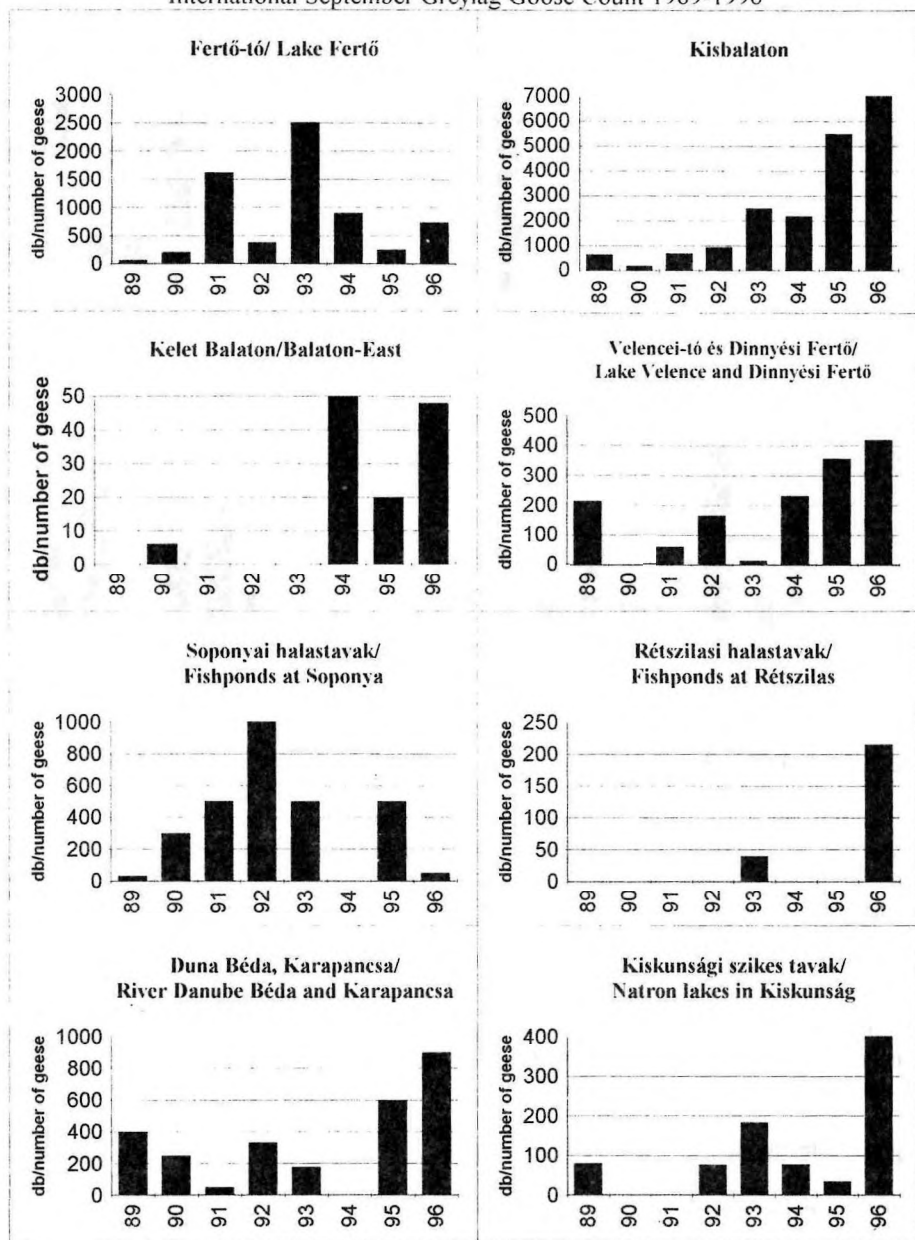 International September Greylag Goose Count 1989-1996
Fertő-tó/ Lake Fertő
db/number of geese
3000
2500
2000
1500
1000
500
0
89 90 91 92 93 94 95 96
Kisbalaton
db/number of geese
7000
6000
5000
4000
3000
2000
1000
0
89 90 91 92 93 94 95 96
Kelet Balaton/Balaton-East
db/number of geese
50
40
30
20
10
0
89 90 91 92 93 94 95 96
Velencei-tó és Dinnyési Fertő/
Lake Velence and Dinnyési Fertő
db/number of geese
500
400
300
200
100
0
89 90 91 92 93 94 95 96
Soponyai halastavak/
Fishponds at Soponya
db/number of geese
1000
800
600
400
200
0
89 90 91 92 93 94 95 96
Rétszilasi halastavak/
Fishponds at Rétszilas
db/number of geese
250
200
150
100
50
0
89 90 91 92 93 94 95 96
Duna Béda, Karapancsa/
River Danube Béda and Karapancsa
db/number of geese
1000
800
600
400
200
0
89 90 91 92 93 94 95 96
Kiskunsági szikes tavak/
Natron lakes in Kiskunság
db/number of geese
400
300
200
100
0
89 90 91 92 93 94 95 96